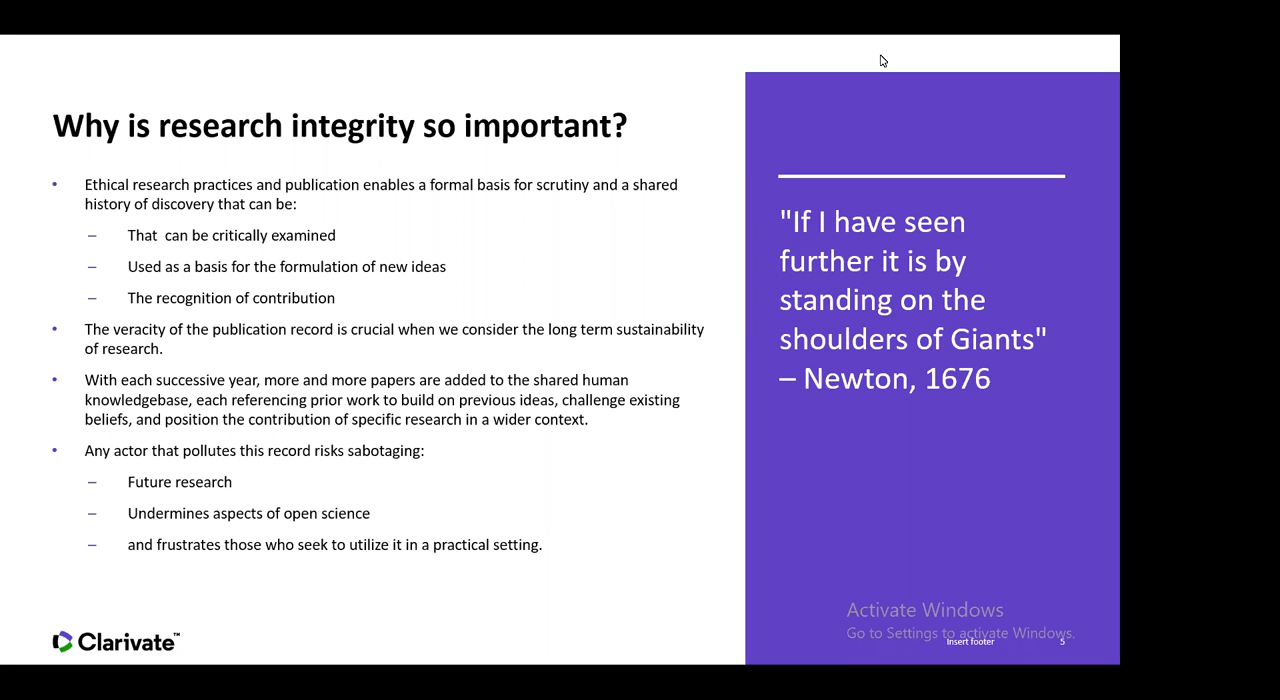 Why is research integrity so important?
• Ethical research practices and publication enables a formal basis for scrutiny and a shared
history of discovery that can be:
– That  can be critically examined
– Used as a basis for the formulation of new ideas
– The recognition of contribution
• The veracity of the publication record is crucial when we consider the long term sustainability
of research.
• With each successive year, more and more papers are added to the shared human
knowledgebase, each referencing prior work to build on previous ideas, challenge existing
beliefs, and position the contribution of specific research in a wider context.
• Any actor that pollutes this record risks sabotaging:
– Future research
– Undermines aspects of open science
– and frustrates those who seek to utilize it in a practical setting.
"If I have seen
further it is by
standing on the
shoulders of Giants"
– Newton, 1676
Activate Windows
Go to Settings to activate Windows.
Insert footer
5
Clarivate™